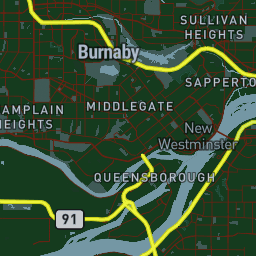 SULLIVAN
HEIGHTS
Burnaby
SAPPERTO
MIDDLEGATE
AMPLAIN
HEIGHTS
New
Westminster
QUEENSBOROUGH
91